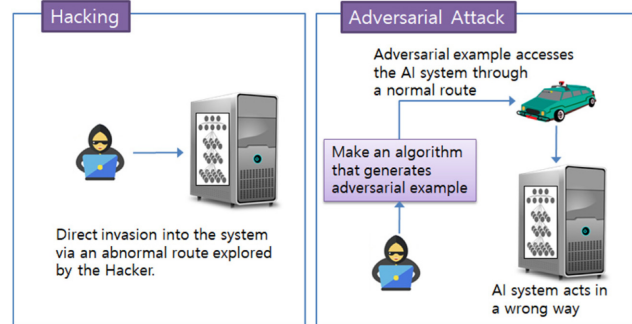 Hacking
Direct invasion into the system
via an abnormal route explored
by the Hacker.
Adversarial Attack
Adversarial example accesses
the AI system through
a normal route
Make an algorithm
that generates
adversarial example
AI system acts in
a wrong way